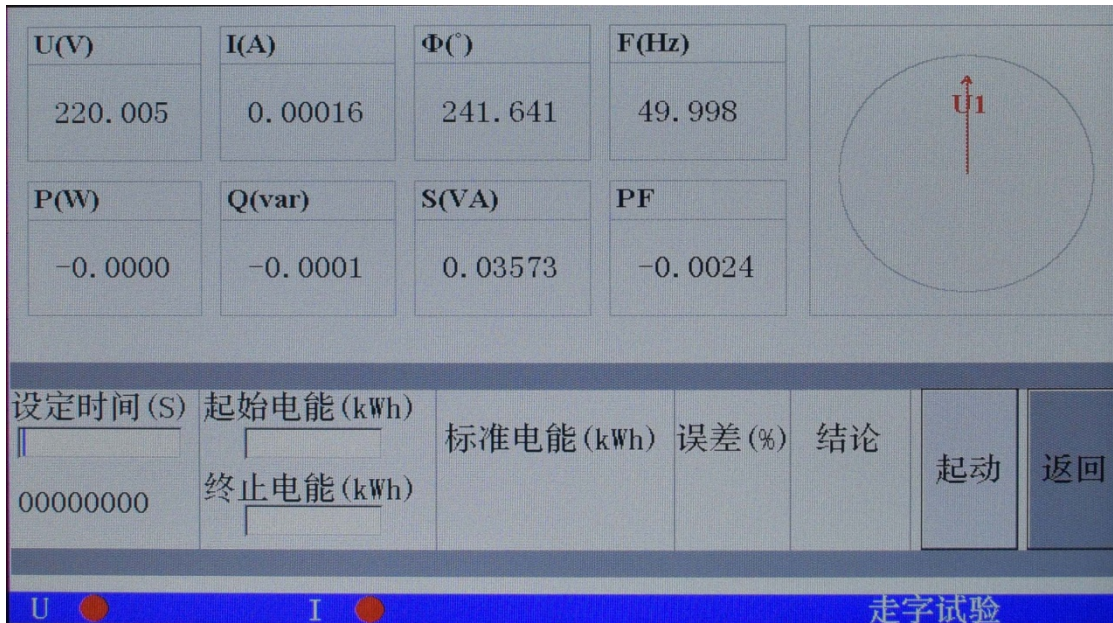 U(V) I(A) Φ(°) F(Hz)
220.005 0.00016 241.641 49.998
U1
P(W) Q(var) S(VA) PF
-0.0000 -0.0001 0.03573 -0.0024
设定时间(S) 起始电能(kWh)
标准电能(kWh) 误差(%) 结论
起动 返回
00000000 终止电能(kWh)
U I 走字试验